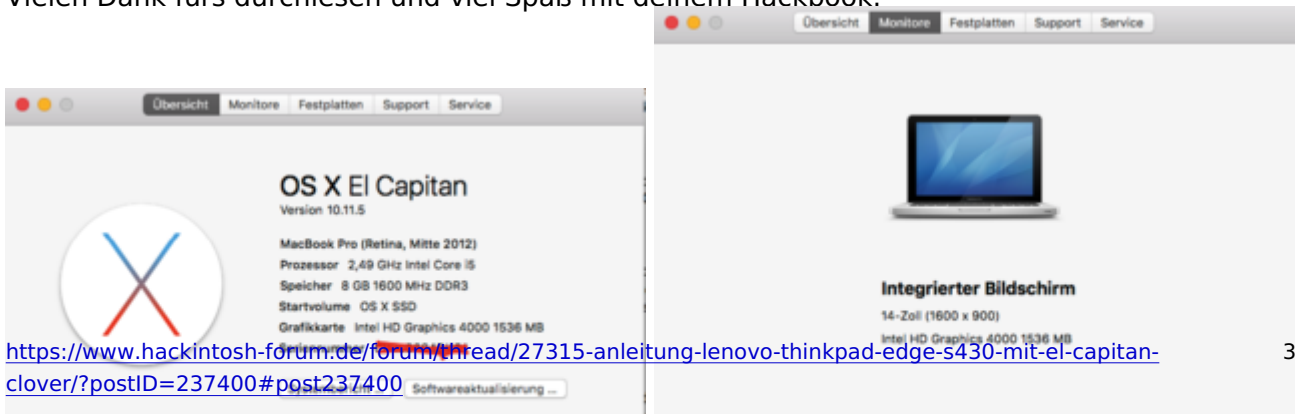 Vielen Dank fürs durchlesen und viel Spaß mit deinem Hackbook.
Übersicht Monitore Festplatten Support Service
Übersicht Monitore Festplatten Support Service
OS X El Capitan
Version 10.11.5
MacBook Pro (Retina, Mitte 2012)
Prozessor 2,49 GHz Intel Core i5
Speicher 8 GB 1600 MHz DDR3
Startvolume OS X SSD
Grafikkarte Intel HD Graphics 4000 1536 MB
Seriennummer
Systembericht ... Softwareaktualisierung ...
Integrierter Bildschirm
14-Zoll (1600 x 900)
Intel HD Graphics 4000 1536 MB
https://www.hackintosh-forum.de/forum/thread/27315-anleitung-lenovo-thinkpad-edge-s430-mit-el-capitan-
clover/?postID=237400#post237400
3